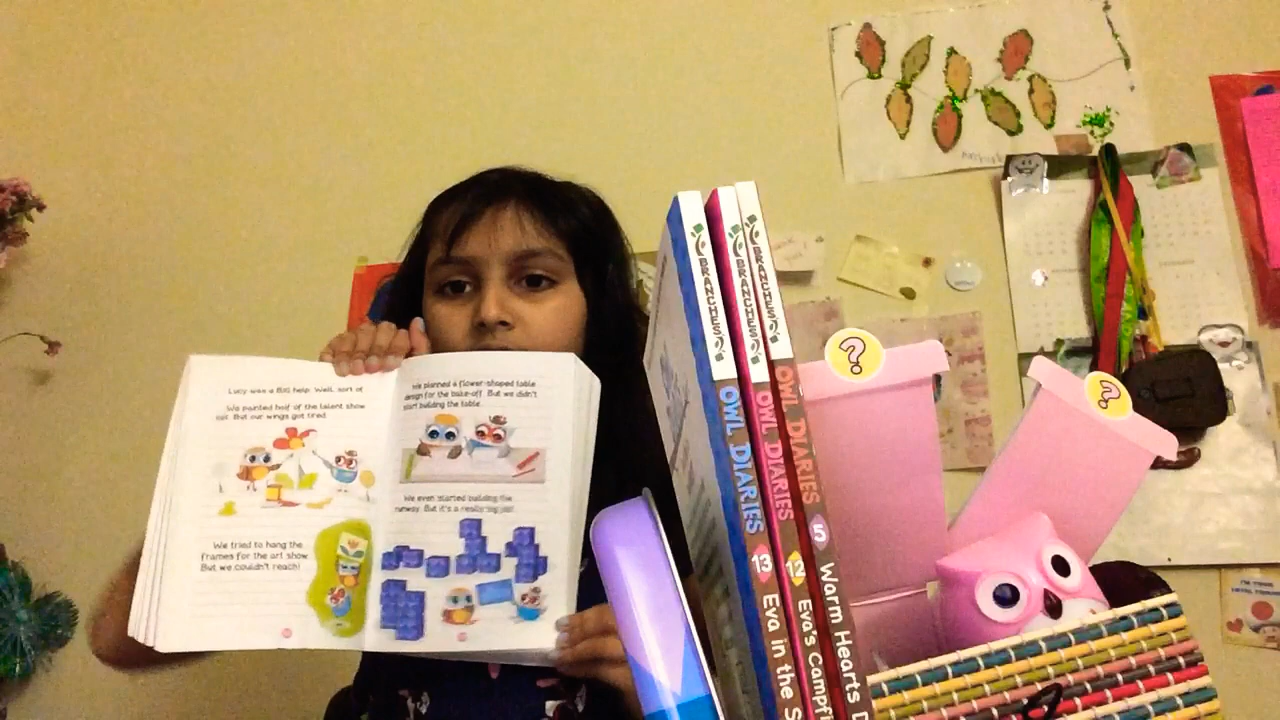 Lucy was a BIG help. Well, sort of.
We painted half of the talent show
set. But our wings got tired.
We tried to hang the
frames for the art show.
But we couldn't reach!
We planned a flower-shaped table
design for the bake-off. But we didn't
start building the table.
We even started building the
runway. But it's a really big job!
BRANCHES
OWL DIARIES
13
Eva in the S
BRANCHES
OWL DIARIES
12
Eva's Campfi
BRANCHES
OWL DIARIES
5
Warm Hearts D
?
?